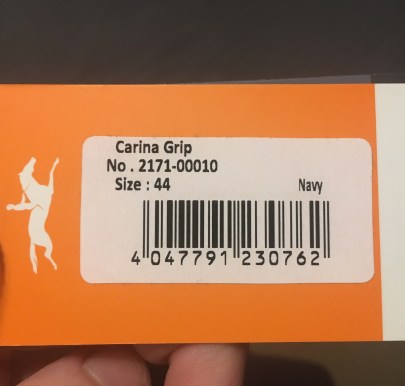 Carina Grip
No . 2171-00010
Size : 44 Navy
4 047791 230762